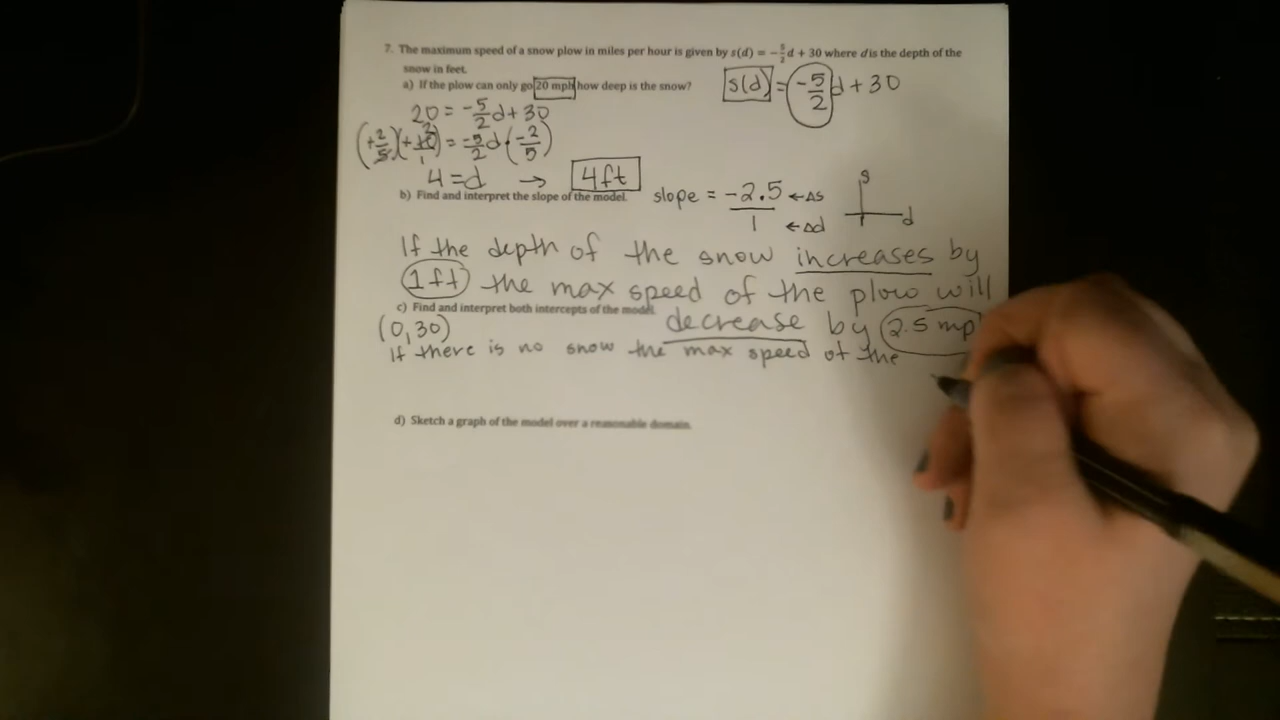 7. The maximum speed of a snow plow in miles per hour is given by s(d) = -5/2 d + 30 where d is the depth of the
snow in feet.
a) If the plow can only go 20 mph how deep is the snow?
s(d) = -5/2 d + 30
20 = -5/2 d + 30
(+2/5)(+10) = -5/2 d · (-2/5)
4 = d → 4ft
b) Find and interpret the slope of the model.
slope = -2.5 ← Δs
1 ← Δd
s
d
If the depth of the snow increases by
1ft the max speed of the plow will
c) Find and interpret both intercepts of the model.
decrease by 2.5 mp
(0,30)
If there is no snow the max speed of the
d) Sketch a graph of the model over a reasonable domain.